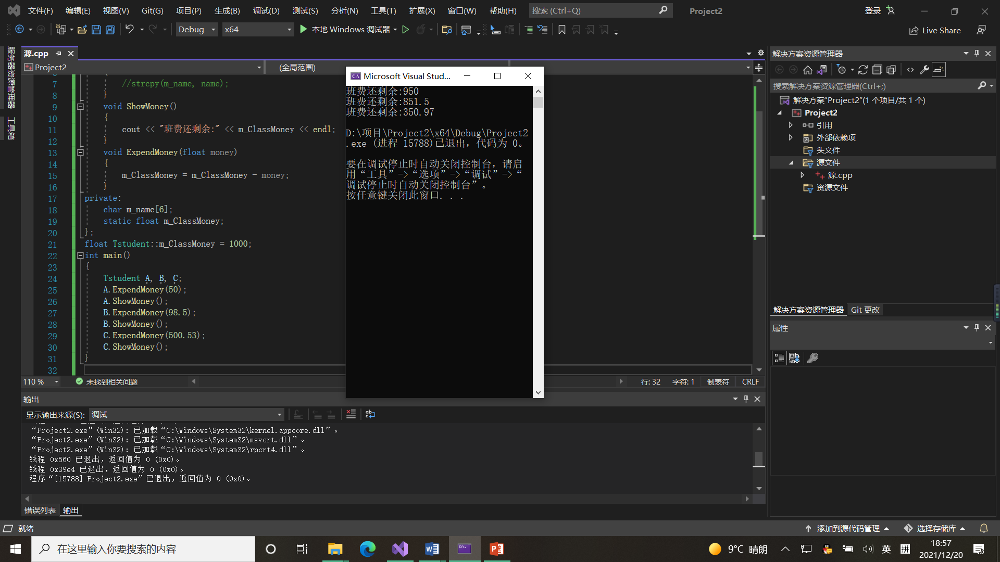 文件(F) 编辑(E) 视图(V) Git(G) 项目(P) 生成(B) 调试(D) 测试(S) 分析(N) 工具(T) 扩展(X) 窗口(W) 帮助(H) 搜索 (Ctrl+Q) Project2 登录
Debug x64 本地 Windows 调试器 Live Share
服务器资源管理器
工具箱
源.cpp
Project2 (全局范围)
7 //strcpy(m_name, name);
8 }
9 void ShowMoney()
10 {
11 cout << "班费还剩余:" << m_ClassMoney << endl;
12 }
13 void ExpendMoney(float money)
14 {
15 m_ClassMoney = m_ClassMoney - money;
16 }
17 private:
18 char m_name[6];
19 static float m_ClassMoney;
20 };
21 float Tstudent::m_ClassMoney = 1000;
22 int main()
23 {
24 Tstudent A, B, C;
25 A.ExpendMoney(50);
26 A.ShowMoney();
27 B.ExpendMoney(98.5);
28 B.ShowMoney();
29 C.ExpendMoney(500.53);
30 C.ShowMoney();
31 }
32
110 % 未找到相关问题 行: 32 字符: 1 制表符 CRLF
Microsoft Visual Stud...
班费还剩余:950
班费还剩余:851.5
班费还剩余:350.97
D:\项目\Project2\x64\Debug\Project2
.exe (进程 15788)已退出，代码为 0。
要在调试停止时自动关闭控制台，请启
用“工具”->“选项”->“调试”->“
调试停止时自动关闭控制台”。
按任意键关闭此窗口. . .
输出
显示输出来源(S): 调试
“Project2.exe”(Win32): 已加载“C:\Windows\System32\kernel.appcore.dll”。
“Project2.exe”(Win32): 已加载“C:\Windows\System32\msvcrt.dll”。
“Project2.exe”(Win32): 已加载“C:\Windows\System32\rpcrt4.dll”。
线程 0x560 已退出，返回值为 0 (0x0)。
线程 0x39e4 已退出，返回值为 0 (0x0)。
程序“[15788] Project2.exe”已退出，返回值为 0 (0x0)。
错误列表 输出
解决方案资源管理器
搜索解决方案资源管理器(Ctrl+;)
解决方案“Project2”(1 个项目/共 1 个)
Project2
引用
外部依赖项
头文件
源文件
源.cpp
资源文件
解决方案资源管理器 Git 更改
属性
就绪 添加到源代码管理 选择存储库
在这里输入你要搜索的内容 9°C 晴朗 英 拼 18:57
2021/12/20